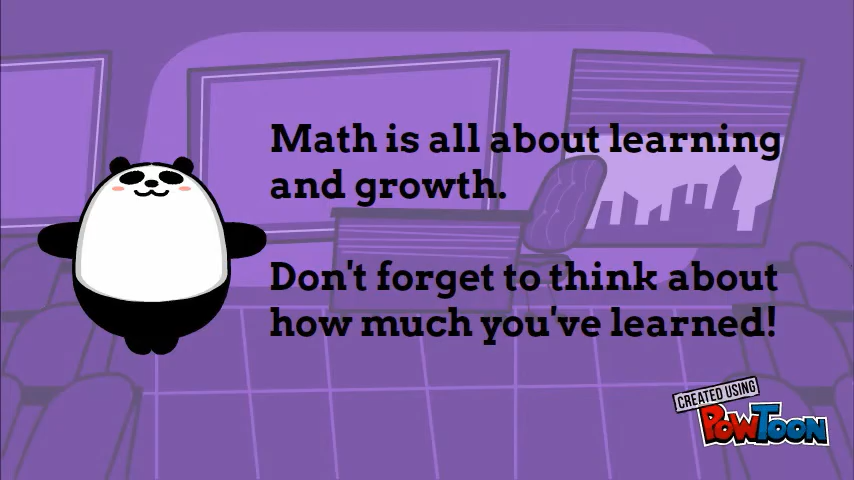 Math is all about learning
and growth.
Don't forget to think about
how much you've learned!
CREATED USING
POWTOON